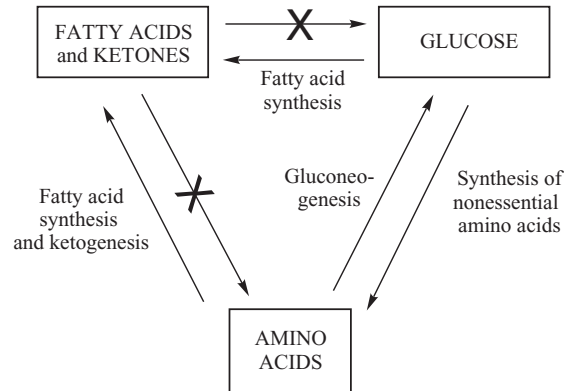 FATTY ACIDS
and KETONES
X
GLUCOSE
Fatty acid
synthesis
Fatty acid
synthesis
and ketogenesis
X
Gluconeo-
genesis
Synthesis of
nonessential
amino acids
AMINO
ACIDS